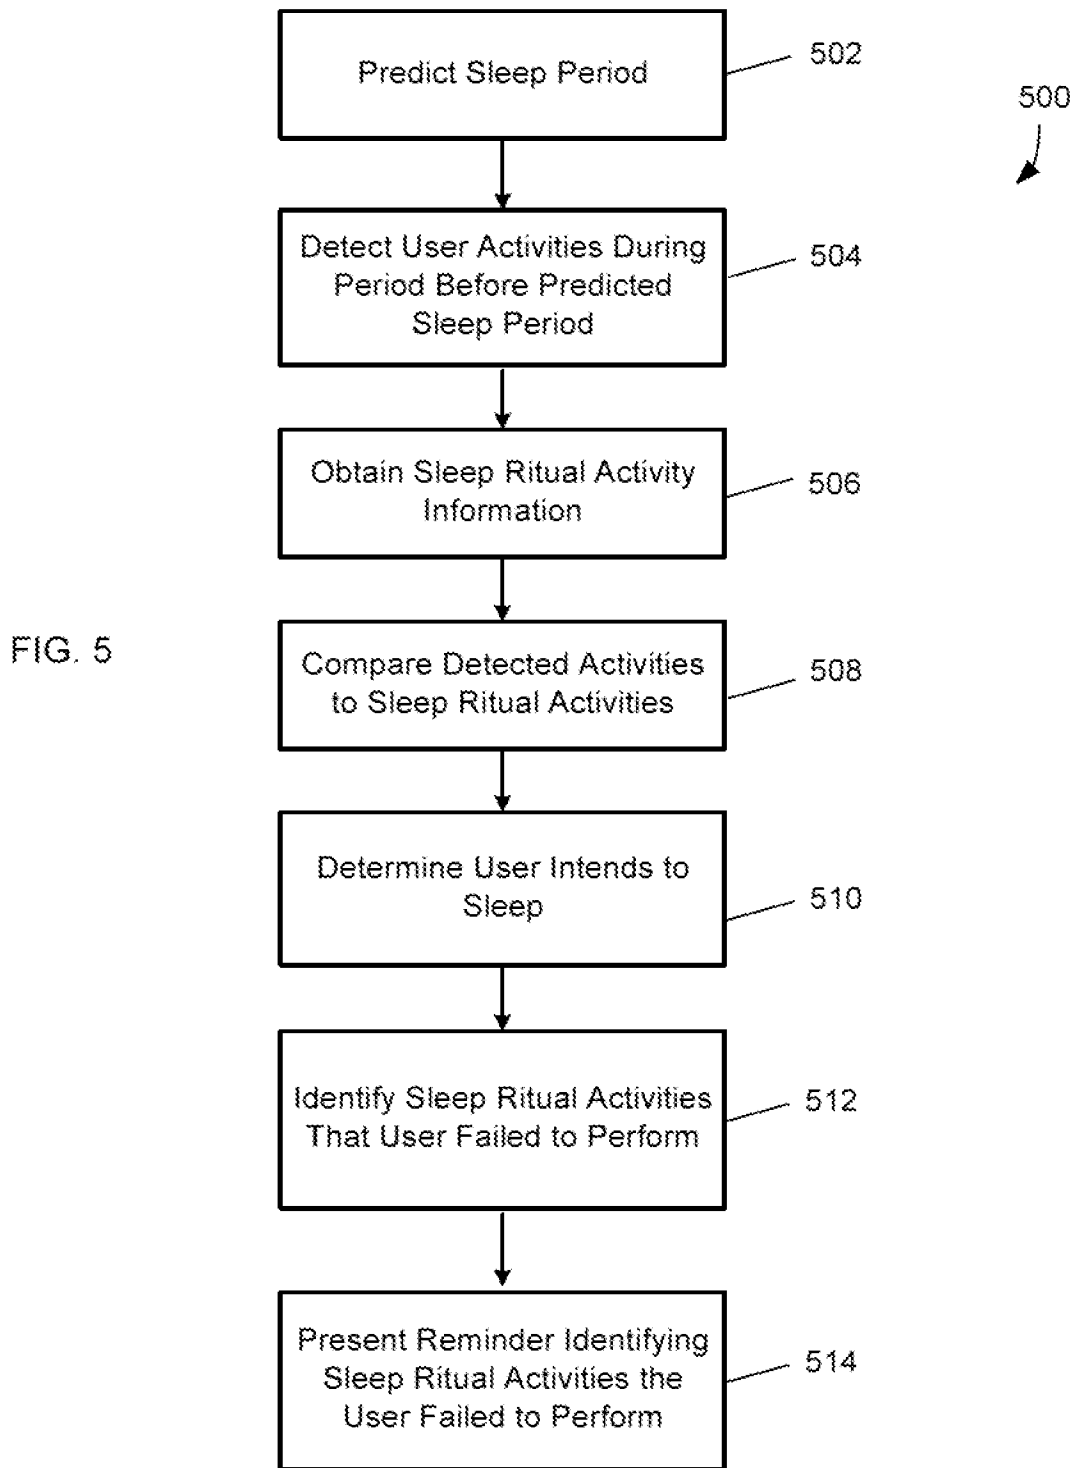 Predict Sleep Period
502
500
Detect User Activities During
Period Before Predicted
Sleep Period
504
Obtain Sleep Ritual Activity
Information
506
FIG. 5
Compare Detected Activities
to Sleep Ritual Activities
508
Determine User Intends to
Sleep
510
Identify Sleep Ritual Activities
That User Failed to Perform
512
Present Reminder Identifying
Sleep Ritual Activities the
User Failed to Perform
514